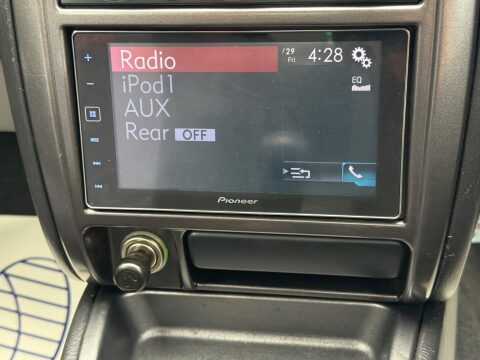 Radio
/29
Fri
4:28
iPod1
EQ
AUX
Rear OFF
Pioneer